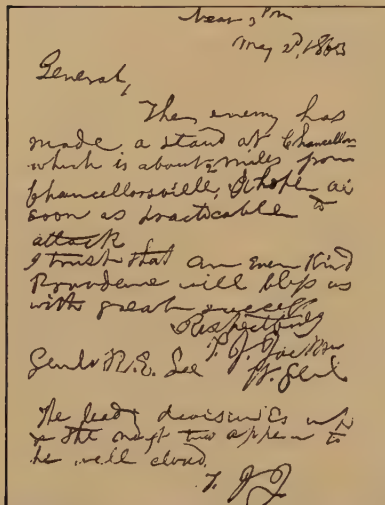 Near 3 Pm
May 2d, 1863
General,
The enemy has
made a stand at Chancellors
which is about 2 miles from
Chancellorsville. I hope as
soon as practicable to
attack
I trust that an Ever Kind
Providence will bless us
with great success
Respectfully
T. J. Jackson
Lt. Genl
Genl. R. E. Lee
The leading division is up
& the next two appear to
be well closed.
T. J. J.